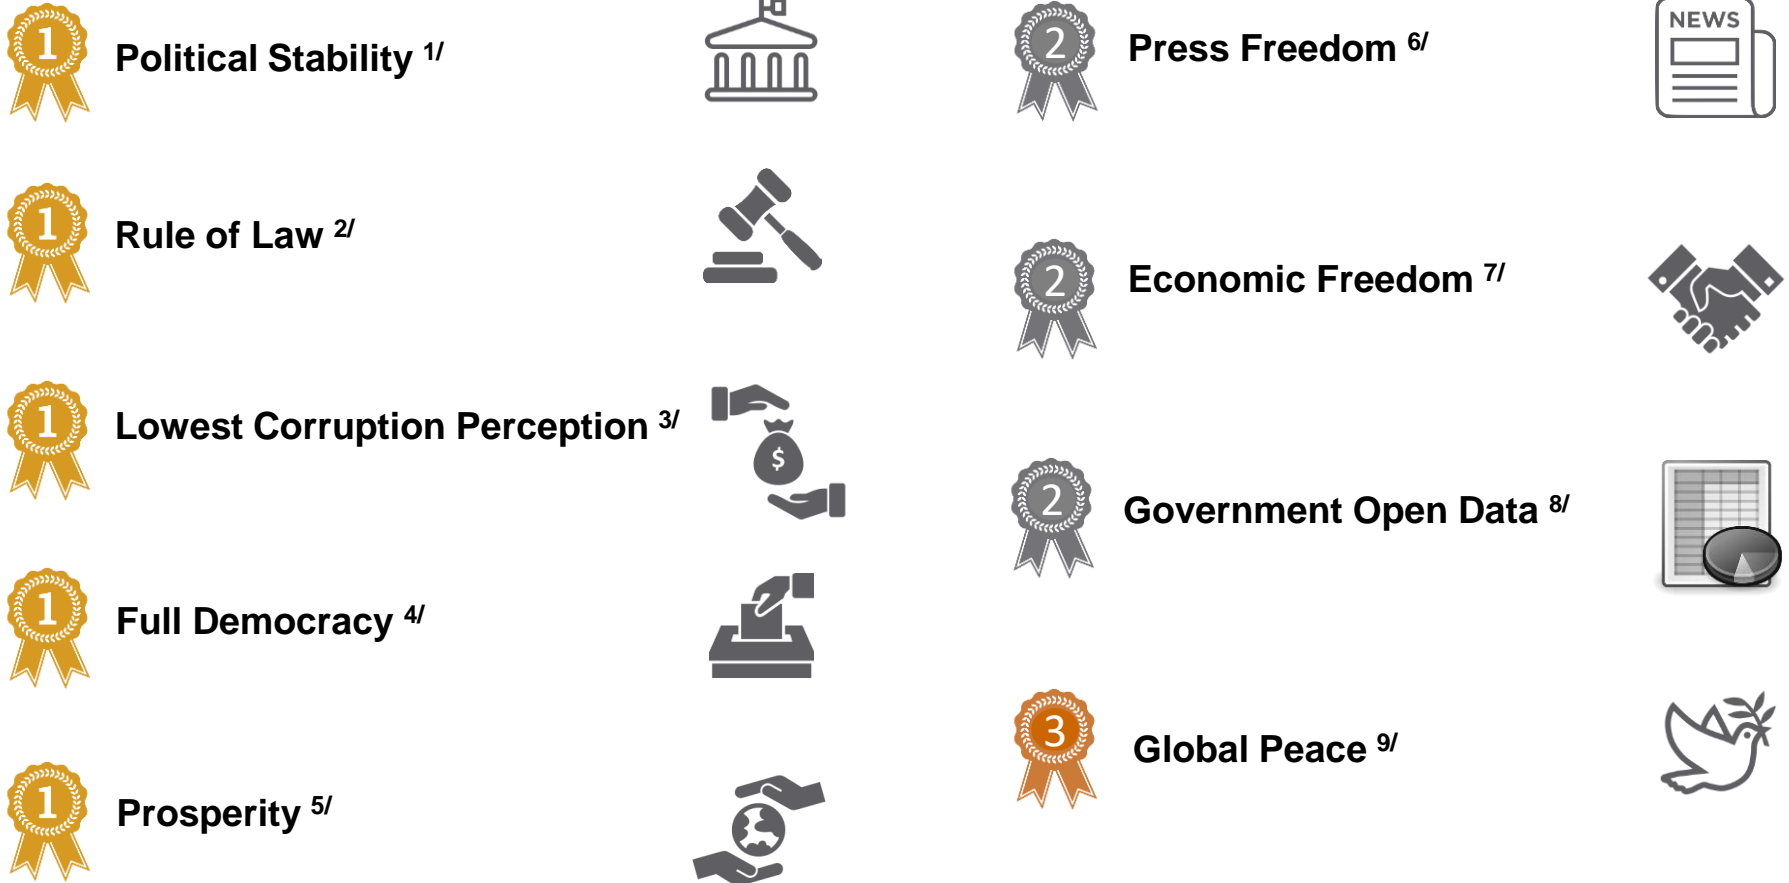 1 Political Stability 1/
1 Rule of Law 2/
1 Lowest Corruption Perception 3/
$
1 Full Democracy 4/
1 Prosperity 5/
2 Press Freedom 6/
NEWS
2 Economic Freedom 7/
2 Government Open Data 8/
3 Global Peace 9/